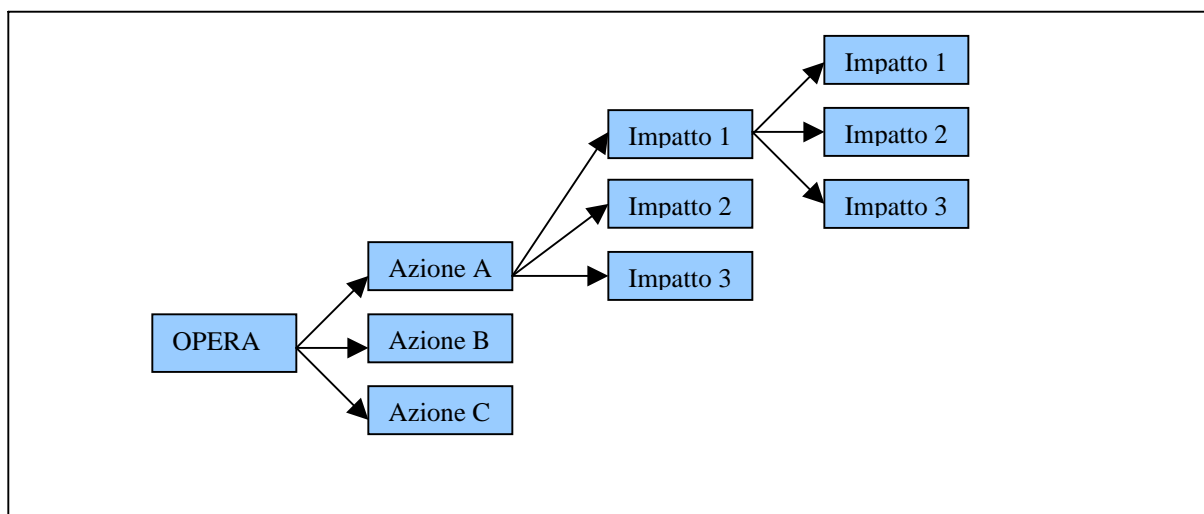 Impatto 1
Impatto 1
Impatto 2
Impatto 2
Impatto 3
Azione A
Impatto 3
OPERA
Azione B
Azione C